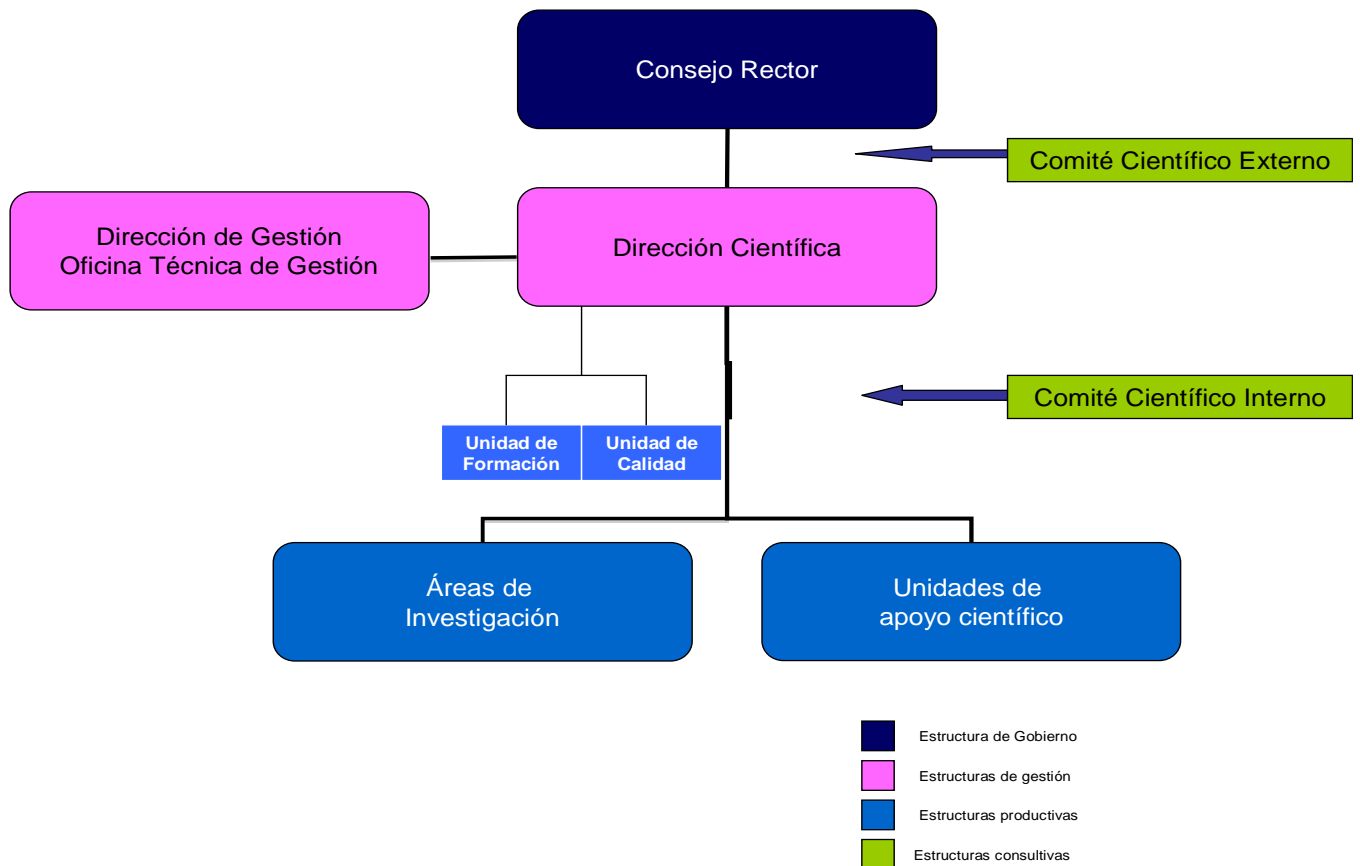 Consejo Rector
Comité Científico Externo
Dirección de Gestión
Oficina Técnica de Gestión
Dirección Científica
Comité Científico Interno
Unidad de
Formación
Unidad de
Calidad
Áreas de
Investigación
Unidades de
apoyo científico
Estructura de Gobierno
Estructuras de gestión
Estructuras productivas
Estructuras consultivas